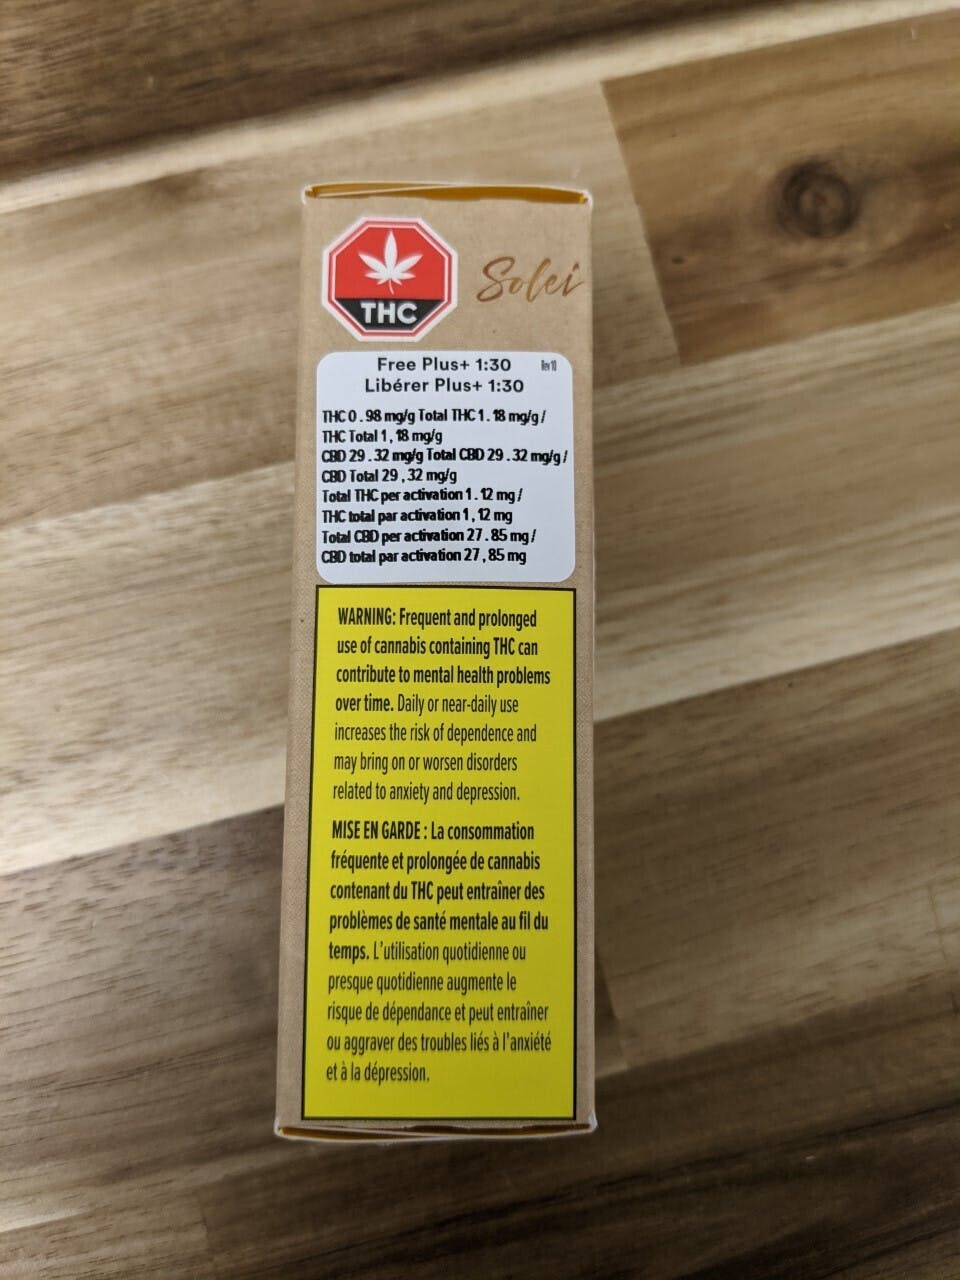 THC
Solei
Free Plus+ 1:30 Rev10
Libérer Plus+ 1:30
THC 0.98 mg/g Total THC 1.18 mg/g /
THC Total 1,18 mg/g
CBD 29.32 mg/g Total CBD 29.32 mg/g /
CBD Total 29,32 mg/g
Total THC per activation 1.12 mg /
THC total par activation 1,12 mg
Total CBD per activation 27.85 mg /
CBD total par activation 27,85 mg
WARNING: Frequent and prolonged
use of cannabis containing THC can
contribute to mental health problems
over time. Daily or near-daily use
increases the risk of dependence and
may bring on or worsen disorders
related to anxiety and depression.
MISE EN GARDE : La consommation
fréquente et prolongée de cannabis
contenant du THC peut entraîner des
problèmes de santé mentale au fil du
temps. L'utilisation quotidienne ou
presque quotidienne augmente le
risque de dépendance et peut entraîner
ou aggraver des troubles liés à l'anxiété
et à la dépression.